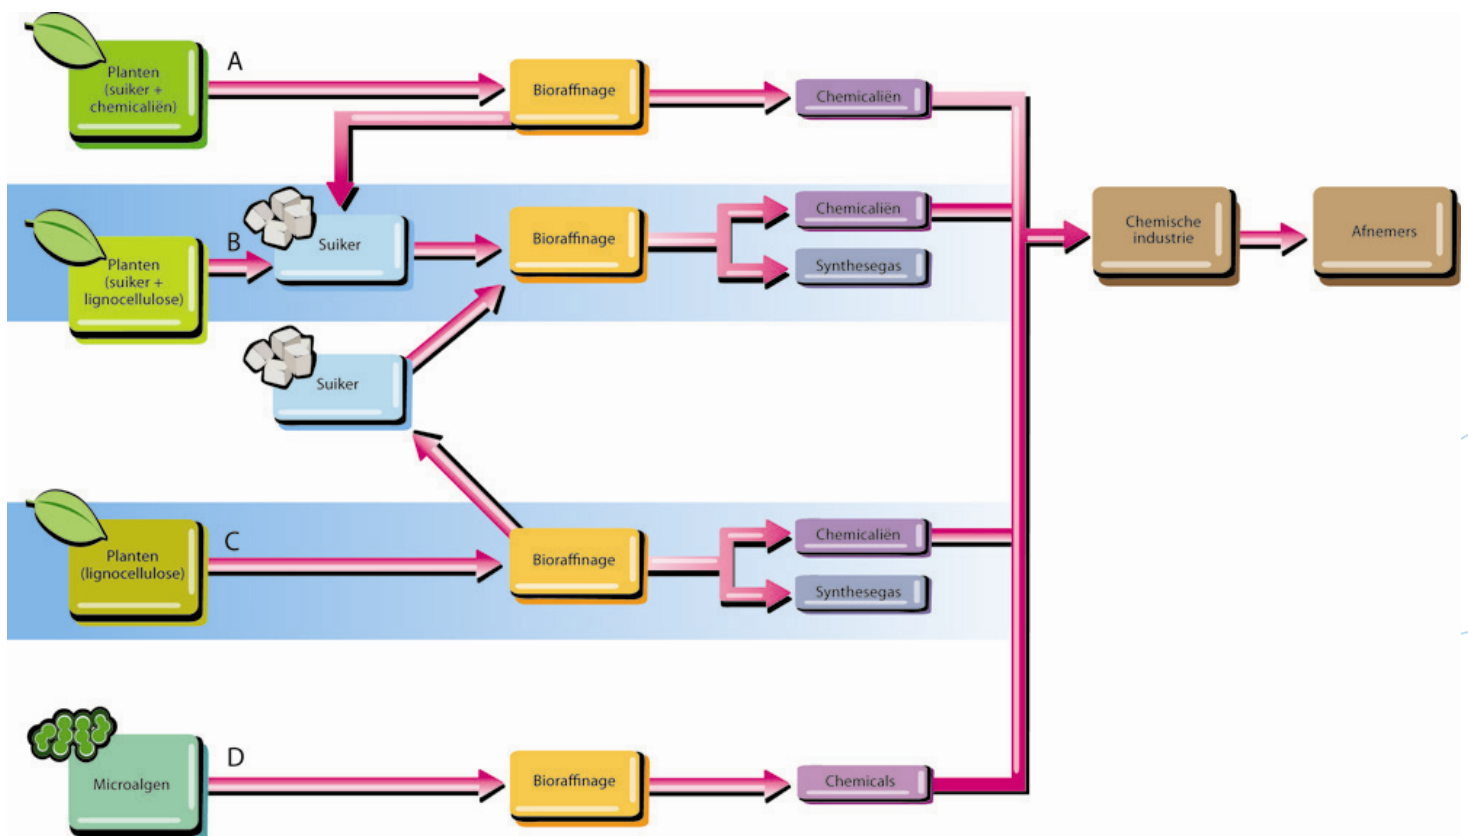 A
Planten
(suiker +
chemicaliën)
Bioraffinage
Chemicaliën
B
Planten
(suiker +
lignocellulose)
Suiker
Bioraffinage
Chemicaliën
Synthesegas
Chemische
industrie
Afnemers
Suiker
C
Planten
(lignocellulose)
Bioraffinage
Chemicaliën
Synthesegas
D
Microalgen
Bioraffinage
Chemicals